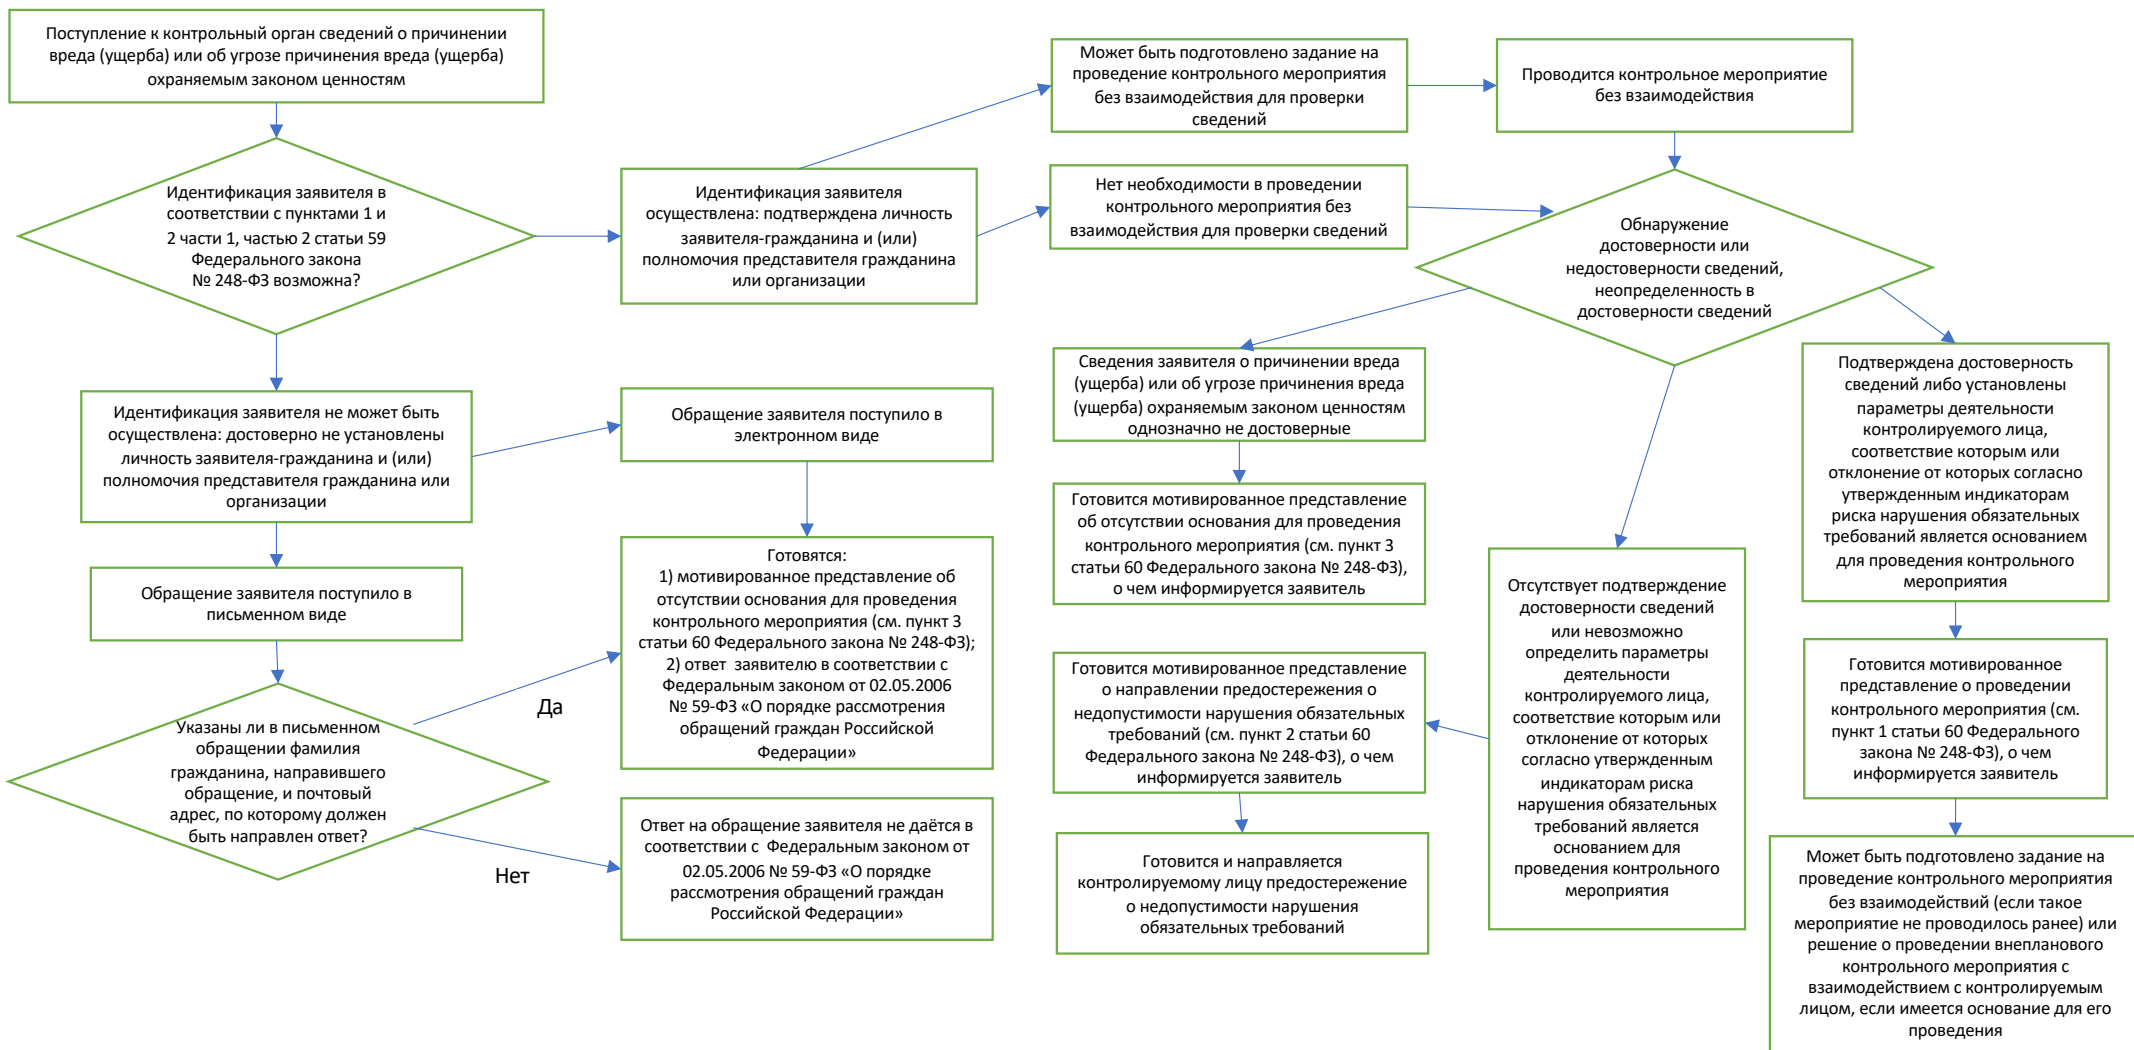 Поступление к контрольный орган сведений о причинении
вреда (ущерба) или об угрозе причинения вреда (ущерба)
охраняемым законом ценностям
Идентификация заявителя в
соответствии с пунктами 1 и
2 части 1, частью 2 статьи 59
Федерального закона
№ 248-ФЗ возможна?
Идентификация заявителя
осуществлена: подтверждена личность
заявителя-гражданина и (или)
полномочия представителя гражданина
или организации
Может быть подготовлено задание на
проведение контрольного мероприятия
без взаимодействия для проверки
сведений
Проводится контрольное мероприятие
без взаимодействия
Нет необходимости в проведении
контрольного мероприятия без
взаимодействия для проверки сведений
Обнаружение
достоверности или
недостоверности сведений,
неопределенность в
достоверности сведений
Идентификация заявителя не может быть
осуществлена: достоверно не установлены
личность заявителя-гражданина и (или)
полномочия представителя гражданина или
организации
Обращение заявителя поступило в
электронном виде
Обращение заявителя поступило в
письменном виде
Указаны ли в письменном
обращении фамилия
гражданина, направившего
обращение, и почтовый
адрес, по которому должен
быть направлен ответ?
Да
Нет
Готовятся:
1) мотивированное представление об
отсутствии основания для проведения
контрольного мероприятия (см. пункт 3
статьи 60 Федерального закона № 248-ФЗ);
2) ответ  заявителю в соответствии с
Федеральным законом от 02.05.2006
№ 59-ФЗ «О порядке рассмотрения
обращений граждан Российской
Федерации»
Ответ на обращение заявителя не даётся в
соответствии с  Федеральным законом от
02.05.2006 № 59-ФЗ «О порядке
рассмотрения обращений граждан
Российской Федерации»
Сведения заявителя о причинении вреда
(ущерба) или об угрозе причинения вреда
(ущерба) охраняемым законом ценностям
однозначно не достоверные
Готовится мотивированное представление
об отсутствии основания для проведения
контрольного мероприятия (см. пункт 3
статьи 60 Федерального закона № 248-ФЗ),
о чем информируется заявитель
Готовится мотивированное представление
о направлении предостережения о
недопустимости нарушения обязательных
требований (см. пункт 2 статьи 60
Федерального закона № 248-ФЗ), о чем
информируется заявитель
Готовится и направляется
контролируемому лицу предостережение
о недопустимости нарушения
обязательных требований
Отсутствует подтверждение
достоверности сведений
или невозможно
определить параметры
деятельности
контролируемого лица,
соответствие которым или
отклонение от которых
согласно утвержденным
индикаторам риска
нарушения обязательных
требований является
основанием для
проведения контрольного
мероприятия
Подтверждена достоверность
сведений либо установлены
параметры деятельности
контролируемого лица,
соответствие которым или
отклонение от которых согласно
утвержденным индикаторам
риска нарушения обязательных
требований является основанием
для проведения контрольного
мероприятия
Готовится мотивированное
представление о проведении
контрольного мероприятия (см.
пункт 1 статьи 60 Федерального
закона № 248-ФЗ), о чем
информируется заявитель
Может быть подготовлено задание на
проведение контрольного мероприятия
без взаимодействий (если такое
мероприятие не проводилось ранее) или
решение о проведении внепланового
контрольного мероприятия с
взаимодействием с контролируемым
лицом, если имеется основание для его
проведения